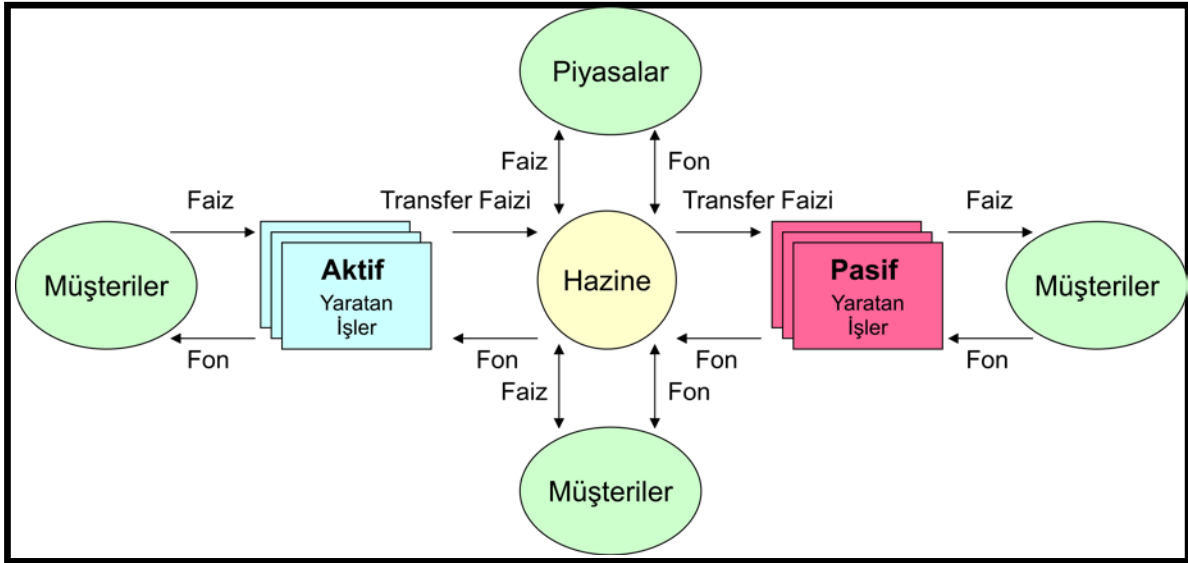 Piyasalar
Faiz
Fon
Faiz
Transfer Faizi
Transfer Faizi
Faiz
Müşteriler
Aktif
Yaratan
İşler
Hazine
Pasif
Yaratan
İşler
Müşteriler
Fon
Fon
Fon
Fon
Faiz
Fon
Müşteriler